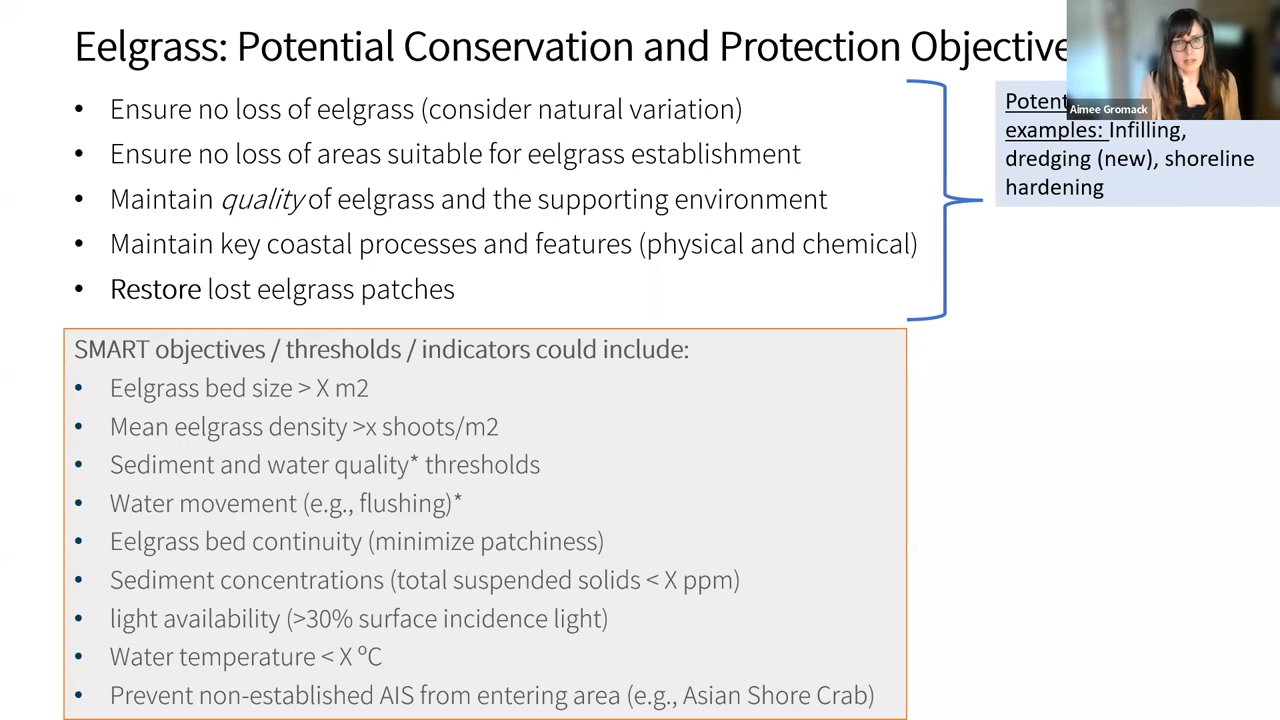 Eelgrass: Potential Conservation and Protection Objective
Aimee Gromack
• Ensure no loss of eelgrass (consider natural variation)
• Ensure no loss of areas suitable for eelgrass establishment
• Maintain quality of eelgrass and the supporting environment
• Maintain key coastal processes and features (physical and chemical)
• Restore lost eelgrass patches
examples: Infilling,
dredging (new), shoreline
hardening
SMART objectives / thresholds / indicators could include:
• Eelgrass bed size > X m2
• Mean eelgrass density >x shoots/m2
• Sediment and water quality* thresholds
• Water movement (e.g., flushing)*
• Eelgrass bed continuity (minimize patchiness)
• Sediment concentrations (total suspended solids < X ppm)
• light availability (>30% surface incidence light)
• Water temperature < X ºC
• Prevent non-established AIS from entering area (e.g., Asian Shore Crab)